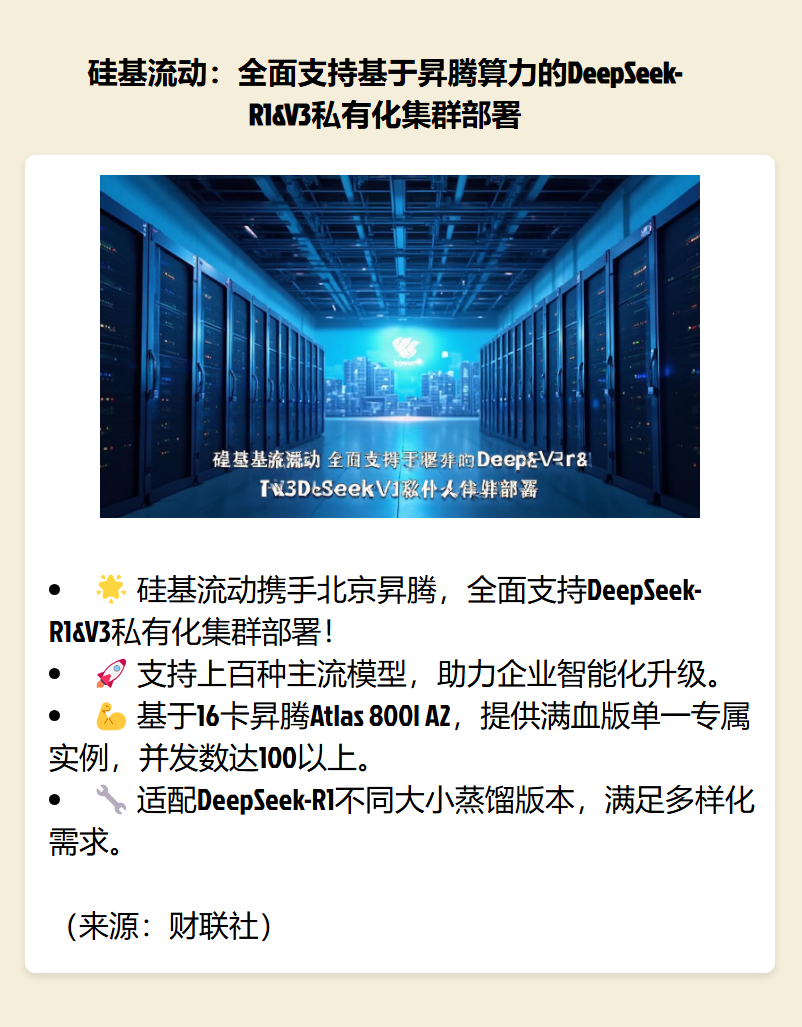 硅基流动：全面支持基于昇腾算力的DeepSeek-
R1&V3私有化集群部署
• 🌟 硅基流动携手北京昇腾，全面支持DeepSeek-
R1&V3私有化集群部署！
• 🚀 支持上百种主流模型，助力企业智能化升级。
• 💪 基于16卡昇腾Atlas 800I A2，提供满血版单一专属
实例，并发数达100以上。
• 🔧 适配DeepSeek-R1不同大小蒸馏版本，满足多样化
需求。
（来源：财联社）